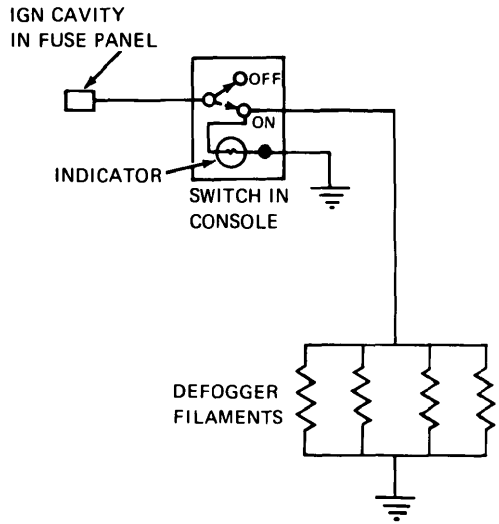 IGN CAVITY
IN FUSE PANEL
OFF
ON
INDICATOR
SWITCH IN
CONSOLE
DEFOGGER
FILAMENTS